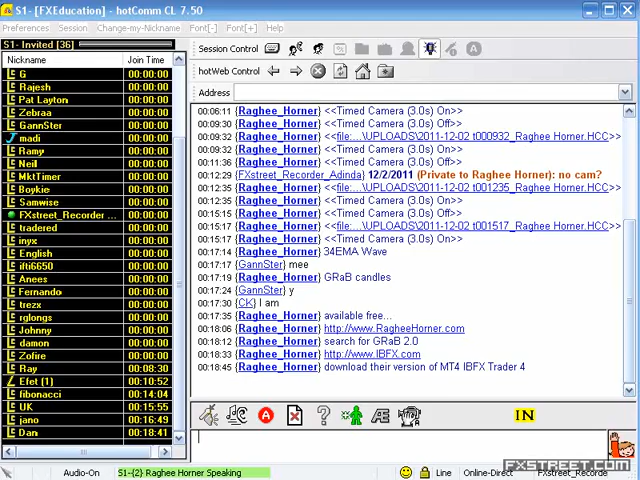 S1- [FXEducation] - hotComm CL 7.50
Preferences Session Change-my-NickName Font[-] Font[+] Help
S1- Invited [36]
Session Control
Nickname Join Time
hotWeb Control
Address
G 00:00:00
Rajesh 00:00:00
Pat Layton 00:00:00
Zebraa 00:00:00
GannSter 00:00:00
madi 00:00:00
Ramy 00:00:00
Neil 00:00:00
MktTimer 00:00:00
Boykie 00:00:00
Samwise 00:00:00
FXstreet_Recorder ... 00:00:00
tradered 00:00:00
inyx 00:00:00
English 00:00:00
ifti6650 00:00:00
Anees 00:00:00
Fernando 00:00:00
trezx 00:00:00
rglongs 00:00:00
Johnny 00:00:00
damon 00:00:00
Zofire 00:00:00
Ray 00:08:30
Efet (1) 00:10:52
fibonacci 00:14:04
UK 00:15:55
jano 00:16:49
Dan 00:18:41
00:06:11 {Raghee_Horner} <<Timed Camera (3.0s) On>>
00:09:30 {Raghee_Horner} <<Timed Camera (3.0s) Off>>
00:09:32 {Raghee_Horner} <<file:...\UPLOADS\2011-12-02 t000932_Raghee Horner.HCC>>
00:09:32 {Raghee_Horner} <<Timed Camera (3.0s) On>>
00:11:36 {Raghee_Horner} <<Timed Camera (3.0s) Off>>
00:12:29 {FXstreet_Recorder_Adinda} 12/2/2011 (Private to Raghee Horner): no cam?
00:12:35 {Raghee_Horner} <<file:...\UPLOADS\2011-12-02 t001235_Raghee Horner.HCC>>
00:12:35 {Raghee_Horner} <<Timed Camera (3.0s) On>>
00:15:15 {Raghee_Horner} <<Timed Camera (3.0s) Off>>
00:15:17 {Raghee_Horner} <<file:...\UPLOADS\2011-12-02 t001517_Raghee Horner.HCC>>
00:15:17 {Raghee_Horner} <<Timed Camera (3.0s) On>>
00:17:14 {Raghee_Horner} 34EMA Wave
00:17:17 {GannSter} mee
00:17:19 {Raghee_Horner} GRaB candles
00:17:24 {GannSter} y
00:17:30 {CK} I am
00:17:35 {Raghee_Horner} available free...
00:18:06 {Raghee_Horner} http://www.RagheeHorner.com
00:18:12 {Raghee_Horner} search for GRaB 2.0
00:18:33 {Raghee_Horner} http://www.IBFX.com
00:18:45 {Raghee_Horner} download their version of MT4 IBFX Trader 4
IN
Audio-On S1-{2} Raghee Horner Speaking Line Online-Direct FXstreet_Recorde
FXSTREET.COM